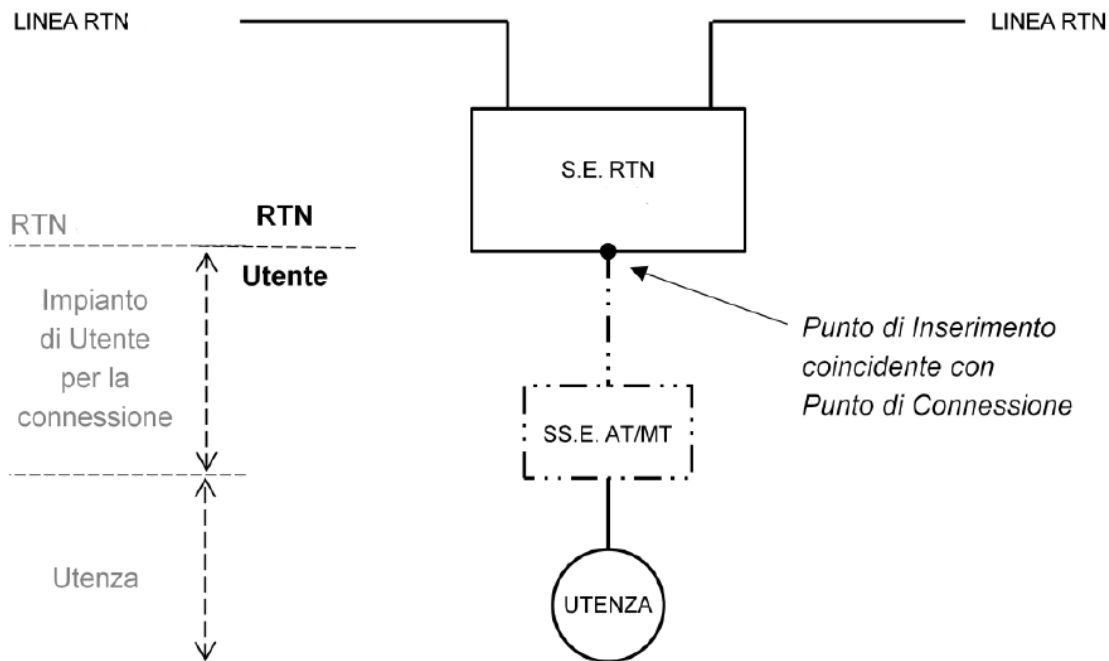 LINEA RTN
LINEA RTN
S.E. RTN
RTN
RTN
Utente
Impianto
di Utente
per la
connessione
Punto di Inserimento
coincidente con
Punto di Connessione
SS.E. AT/MT
Utenza
UTENZA